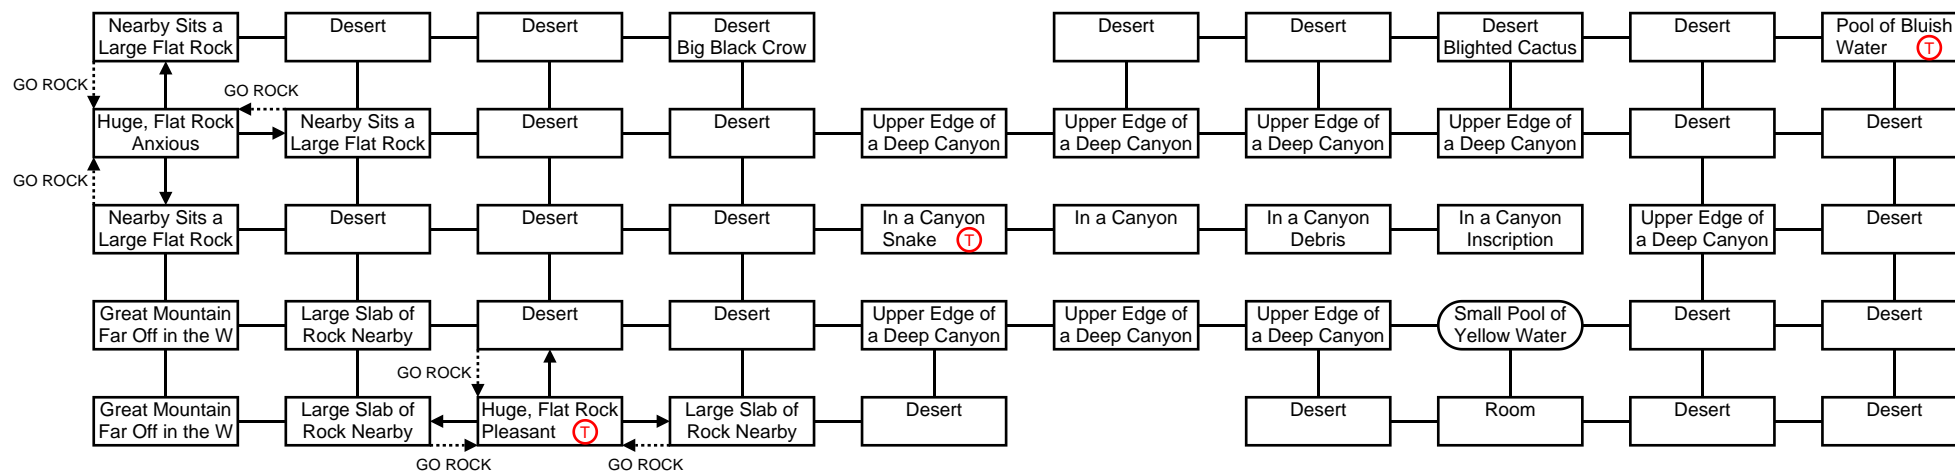 Nearby Sits a
Large Flat Rock
Desert
Desert
Desert
Big Black Crow
Desert
Desert
Desert
Blighted Cactus
Desert
Pool of Bluish
Water T
GO ROCK
GO ROCK
Huge, Flat Rock
Anxious
Nearby Sits a
Large Flat Rock
Desert
Desert
Upper Edge of
a Deep Canyon
Upper Edge of
a Deep Canyon
Upper Edge of
a Deep Canyon
Upper Edge of
a Deep Canyon
Desert
Desert
GO ROCK
Nearby Sits a
Large Flat Rock
Desert
Desert
Desert
In a Canyon
Snake T
In a Canyon
In a Canyon
Debris
In a Canyon
Inscription
Upper Edge of
a Deep Canyon
Desert
Great Mountain
Far Off in the W
Large Slab of
Rock Nearby
Desert
Desert
Upper Edge of
a Deep Canyon
Upper Edge of
a Deep Canyon
Upper Edge of
a Deep Canyon
Small Pool of
Yellow Water
Desert
Desert
GO ROCK
Great Mountain
Far Off in the W
Large Slab of
Rock Nearby
Huge, Flat Rock
Pleasant T
Large Slab of
Rock Nearby
Desert
Desert
Room
Desert
Desert
GO ROCK
GO ROCK